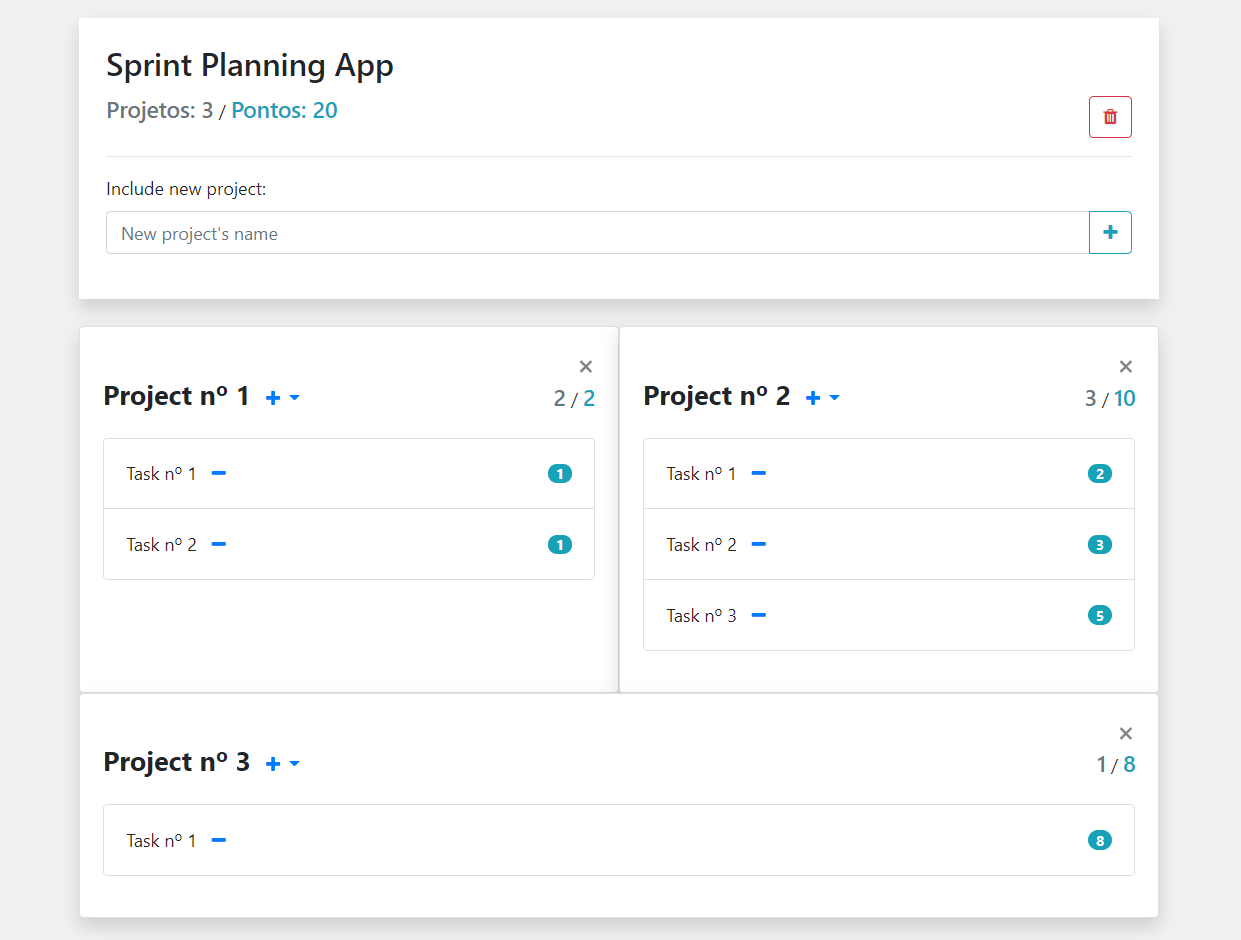 Sprint Planning App
Projetos: 3 / Pontos: 20
Include new project:
New project's name
Project nº 1
2 / 2
Task nº 1 1
Task nº 2 1
Project nº 2
3 / 10
Task nº 1 2
Task nº 2 3
Task nº 3 5
Project nº 3
1 / 8
Task nº 1 8